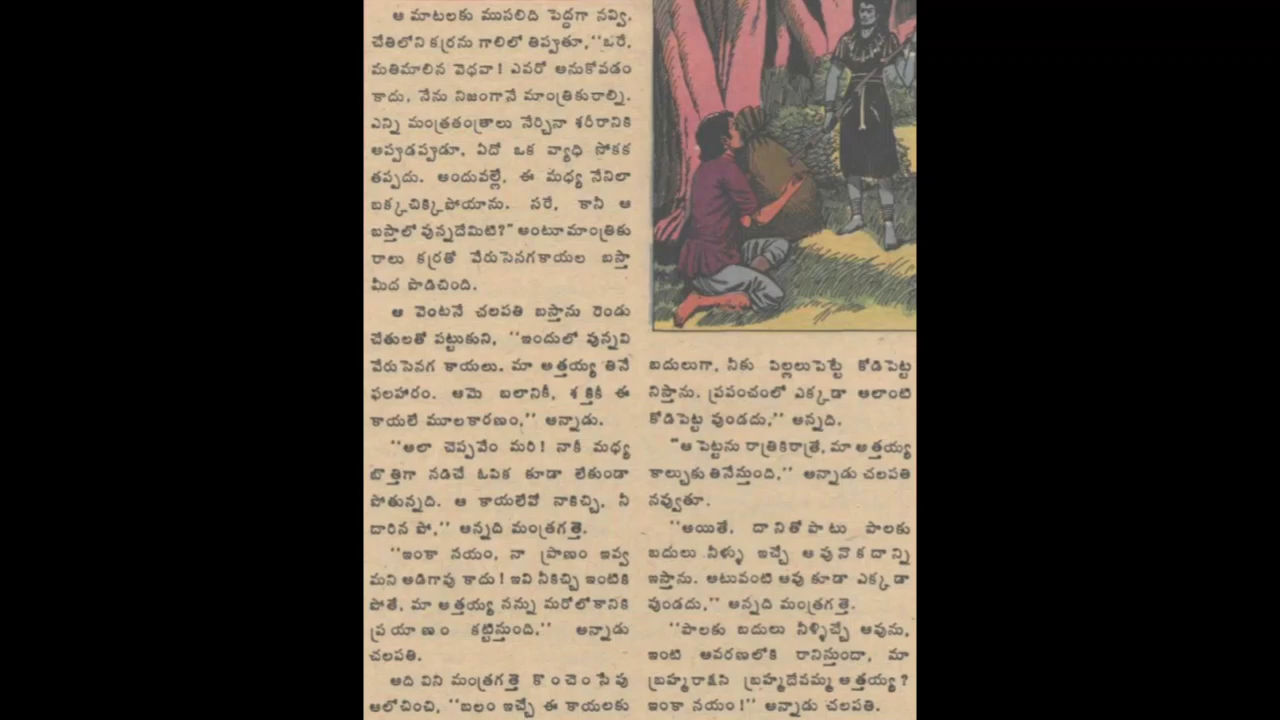 ఆ మాటలకు ముసలిది పెద్దగా నవ్వి,
చేతిలోని కర్రను గాలిలో తిప్పుతూ, ‘‘ఒరే,
మతిమాలిన వెధవా! ఎవరో అనుకోవడం
కాదు, నేను నిజంగానే మాంత్రికురాల్ని.
ఎన్ని మంత్రతంత్రాలు నేర్చినా శరీరానికి
అప్పుడప్పుడూ, ఏదో ఒక వ్యాధి సోకక
తప్పదు. అందువల్లే, ఈ మధ్య నేనిలా
బక్కచిక్కిపోయాను. సరే, కానీ ఆ
బస్తాలో వున్నదేమిటి?" అంటూ మాంత్రికు
రాలు కర్రతో వేరుసెనగకాయల బస్తా
మీద పొడిచింది.
ఆ వెంటనే చలపతి బస్తాను రెండు
చేతులతో పట్టుకుని, ‘‘ఇందులో వున్నవి
వేరుసెనగ కాయలు. మా అత్తయ్య తినే
ఫలహారం. ఆమె బలానికీ, శక్తికీ ఈ
కాయలే మూలకారణం,’’ అన్నాడు.
‘‘అలా చెప్పవేం మరి! నాకీ మధ్య
బొత్తిగా నడిచే ఓపిక కూడా లేకుండా
పోతున్నది. ఆ కాయలేవో నాకిచ్చి, నీ
దారిన పో,’’ అన్నది మంత్రగత్తె.
‘‘ఇంకా నయం, నా ప్రాణం ఇవ్వ
మని అడిగావు కాదు! ఇవి నీకిచ్చి ఇంటికి
పోతే, మా అత్తయ్య నన్ను మరోలోకానికి
ప్రయాణం కట్టిస్తుంది,’’ అన్నాడు
చలపతి.
అది విని మంత్రగత్తె కొంచెంసేపు
ఆలోచించి, ‘‘బలం ఇచ్చే ఈ కాయలకు
బదులుగా, నీకు పిల్లలుపెట్టే కోడిపెట్ట
నిస్తాను. ప్రపంచంలో ఎక్కడా అలాంటి
కోడిపెట్ట వుండదు,’’ అన్నది.
"ఆ పెట్టను రాత్రికిరాత్రే, మా అత్తయ్య
కాల్చుకు తినేస్తుంది,’’ అన్నాడు చలపతి
నవ్వుతూ.
‘‘అయితే, దానితోపాటు పాలకు
బదులు నీళ్ళు ఇచ్చే ఆవునొకదాన్ని
ఇస్తాను. అటువంటి ఆవు కూడా ఎక్కడా
వుండదు,’’ అన్నది మంత్రగత్తె.
‘‘పాలకు బదులు నీళ్ళిచ్చే ఆవును,
ఇంటి ఆవరణలోకి రానిస్తుందా, మా
బ్రహ్మరాక్షసి బ్రహ్మదేవమ్మ అత్తయ్య?
ఇంకా నయం!’’ అన్నాడు చలపతి.